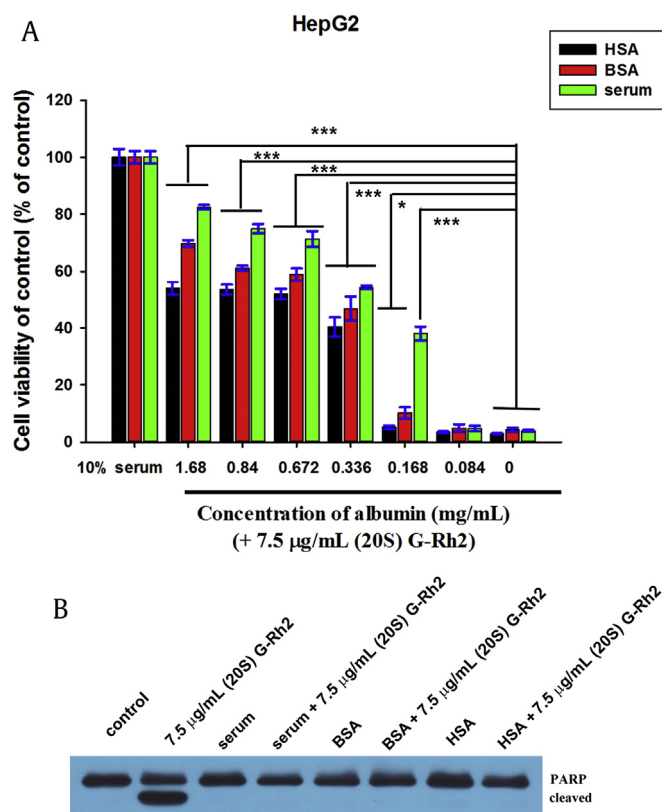 A
HepG2
HSA
BSA
serum
Cell viability of control (% of control)
120
100
80
60
40
20
0
***
***
***
***
*
***
10% serum 1.68 0.84 0.672 0.336 0.168 0.084 0
Concentration of albumin (mg/mL)
(+ 7.5 µg/mL (20S) G-Rh2)
B
control
7.5 µg/mL (20S) G-Rh2
serum
serum + 7.5 µg/mL (20S) G-Rh2
BSA
BSA + 7.5 µg/mL (20S) G-Rh2
HSA
HSA + 7.5 µg/mL (20S) G-Rh2
PARP
cleaved